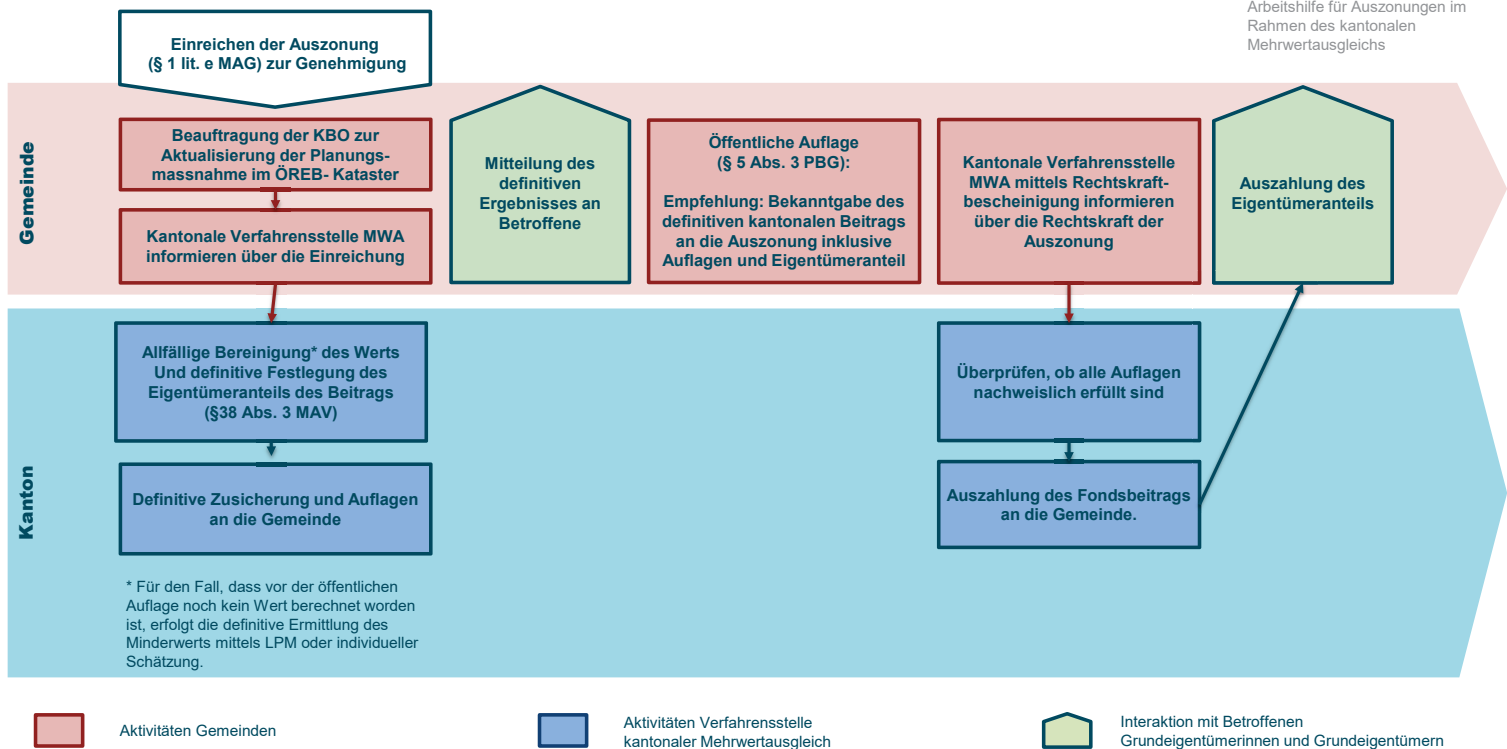 Arbeitshilfe für Auszonungen im
Rahmen des kantonalen
Mehrwertausgleichs
Einreichen der Auszonung
(§ 1 lit. e MAG) zur Genehmigung
Gemeinde
Beauftragung der KBO zur
Aktualisierung der Planungs-
massnahme im ÖREB- Kataster
Kantonale Verfahrensstelle MWA
informieren über die Einreichung
Mitteilung des
definitiven
Ergebnisses an
Betroffene
Öffentliche Auflage
(§ 5 Abs. 3 PBG):
Empfehlung: Bekanntgabe des
definitiven kantonalen Beitrags
an die Auszonung inklusive
Auflagen und Eigentümeranteil
Kantonale Verfahrensstelle
MWA mittels Rechtskraft-
bescheinigung informieren
über die Rechtskraft der
Auszonung
Auszahlung des
Eigentümeranteils
Kanton
Allfällige Bereinigung* des Werts
Und definitive Festlegung des
Eigentümeranteils des Beitrags
(§38 Abs. 3 MAV)
Definitive Zusicherung und Auflagen
an die Gemeinde
* Für den Fall, dass vor der öffentlichen
Auflage noch kein Wert berechnet worden
ist, erfolgt die definitive Ermittlung des
Minderwerts mittels LPM oder individueller
Schätzung.
Überprüfen, ob alle Auflagen
nachweislich erfüllt sind
Auszahlung des Fondsbeitrags
an die Gemeinde.
Aktivitäten Gemeinden
Aktivitäten Verfahrensstelle
kantonaler Mehrwertausgleich
Interaktion mit Betroffenen
Grundeigentümerinnen und Grundeigentümern